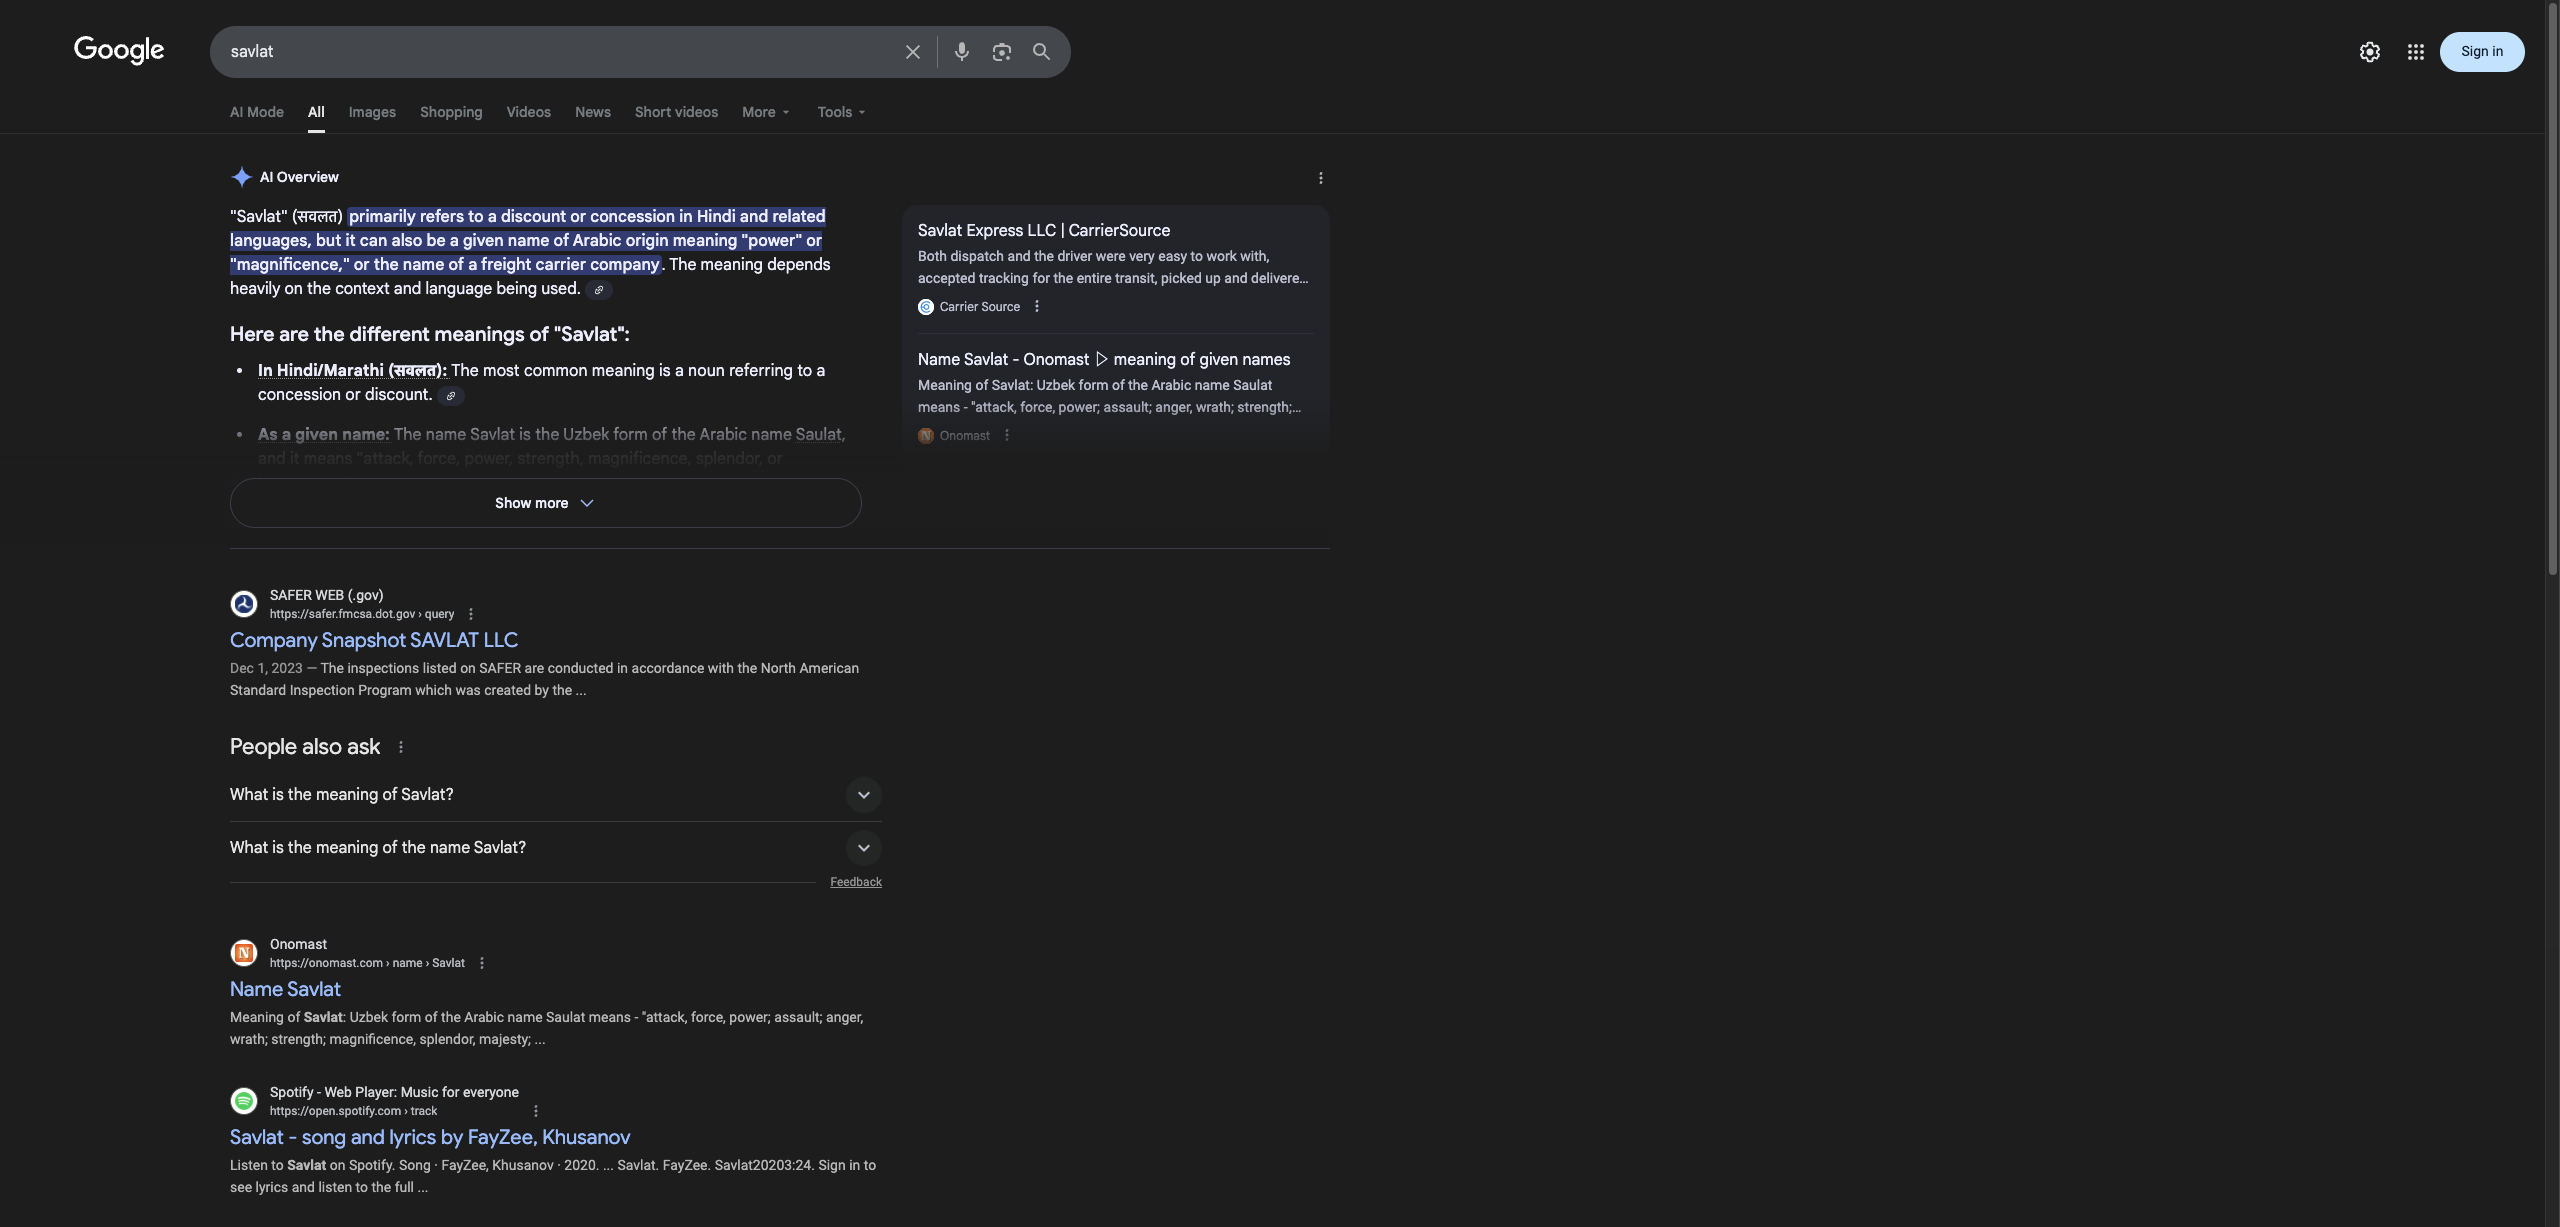 Google
savlat
Sign in
AI Mode All Images Shopping Videos News Short videos More Tools
AI Overview
"Savlat" (सवलत) primarily refers to a discount or concession in Hindi and related
languages, but it can also be a given name of Arabic origin meaning "power" or
"magnificence," or the name of a freight carrier company. The meaning depends
heavily on the context and language being used.
Here are the different meanings of "Savlat":
• In Hindi/Marathi (सवलत): The most common meaning is a noun referring to a
concession or discount.
• As a given name: The name Savlat is the Uzbek form of the Arabic name Saulat,
and it means "attack, force, power, strength, magnificence, splendor, or
Show more
Savlat Express LLC | CarrierSource
Both dispatch and the driver were very easy to work with,
accepted tracking for the entire transit, picked up and delivere...
Carrier Source
Name Savlat - Onomast ▷ meaning of given names
Meaning of Savlat: Uzbek form of the Arabic name Saulat
means - "attack, force, power; assault; anger, wrath; strength;...
N Onomast
SAFER WEB (.gov)
https://safer.fmcsa.dot.gov › query
Company Snapshot SAVLAT LLC
Dec 1, 2023 — The inspections listed on SAFER are conducted in accordance with the North American
Standard Inspection Program which was created by the ...
People also ask
What is the meaning of Savlat?
What is the meaning of the name Savlat?
Feedback
N
Onomast
https://onomast.com › name › Savlat
Name Savlat
Meaning of Savlat: Uzbek form of the Arabic name Saulat means - "attack, force, power; assault; anger,
wrath; strength; magnificence, splendor, majesty; ...
Spotify - Web Player: Music for everyone
https://open.spotify.com › track
Savlat - song and lyrics by FayZee, Khusanov
Listen to Savlat on Spotify. Song · FayZee, Khusanov · 2020. ... Savlat. FayZee. Savlat20203:24. Sign in to
see lyrics and listen to the full ...